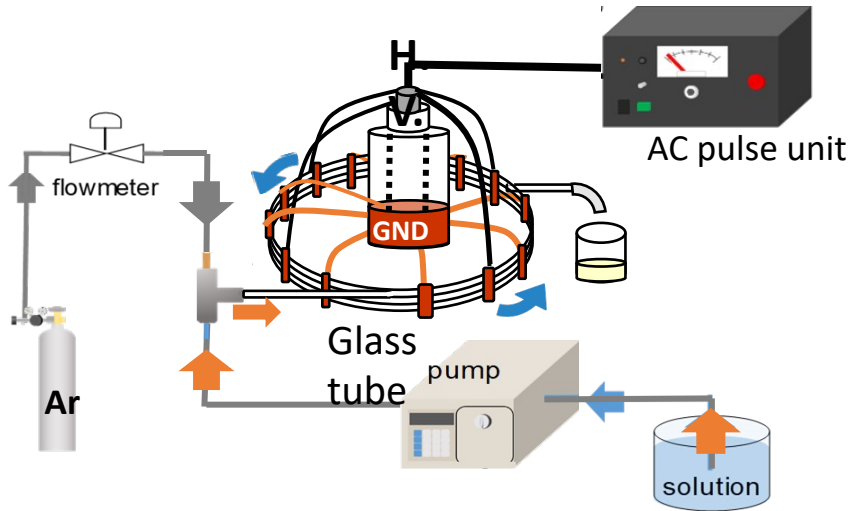 H.
V.
AC pulse unit
flowmeter
GND
Glass
tube
pump
Ar
solution